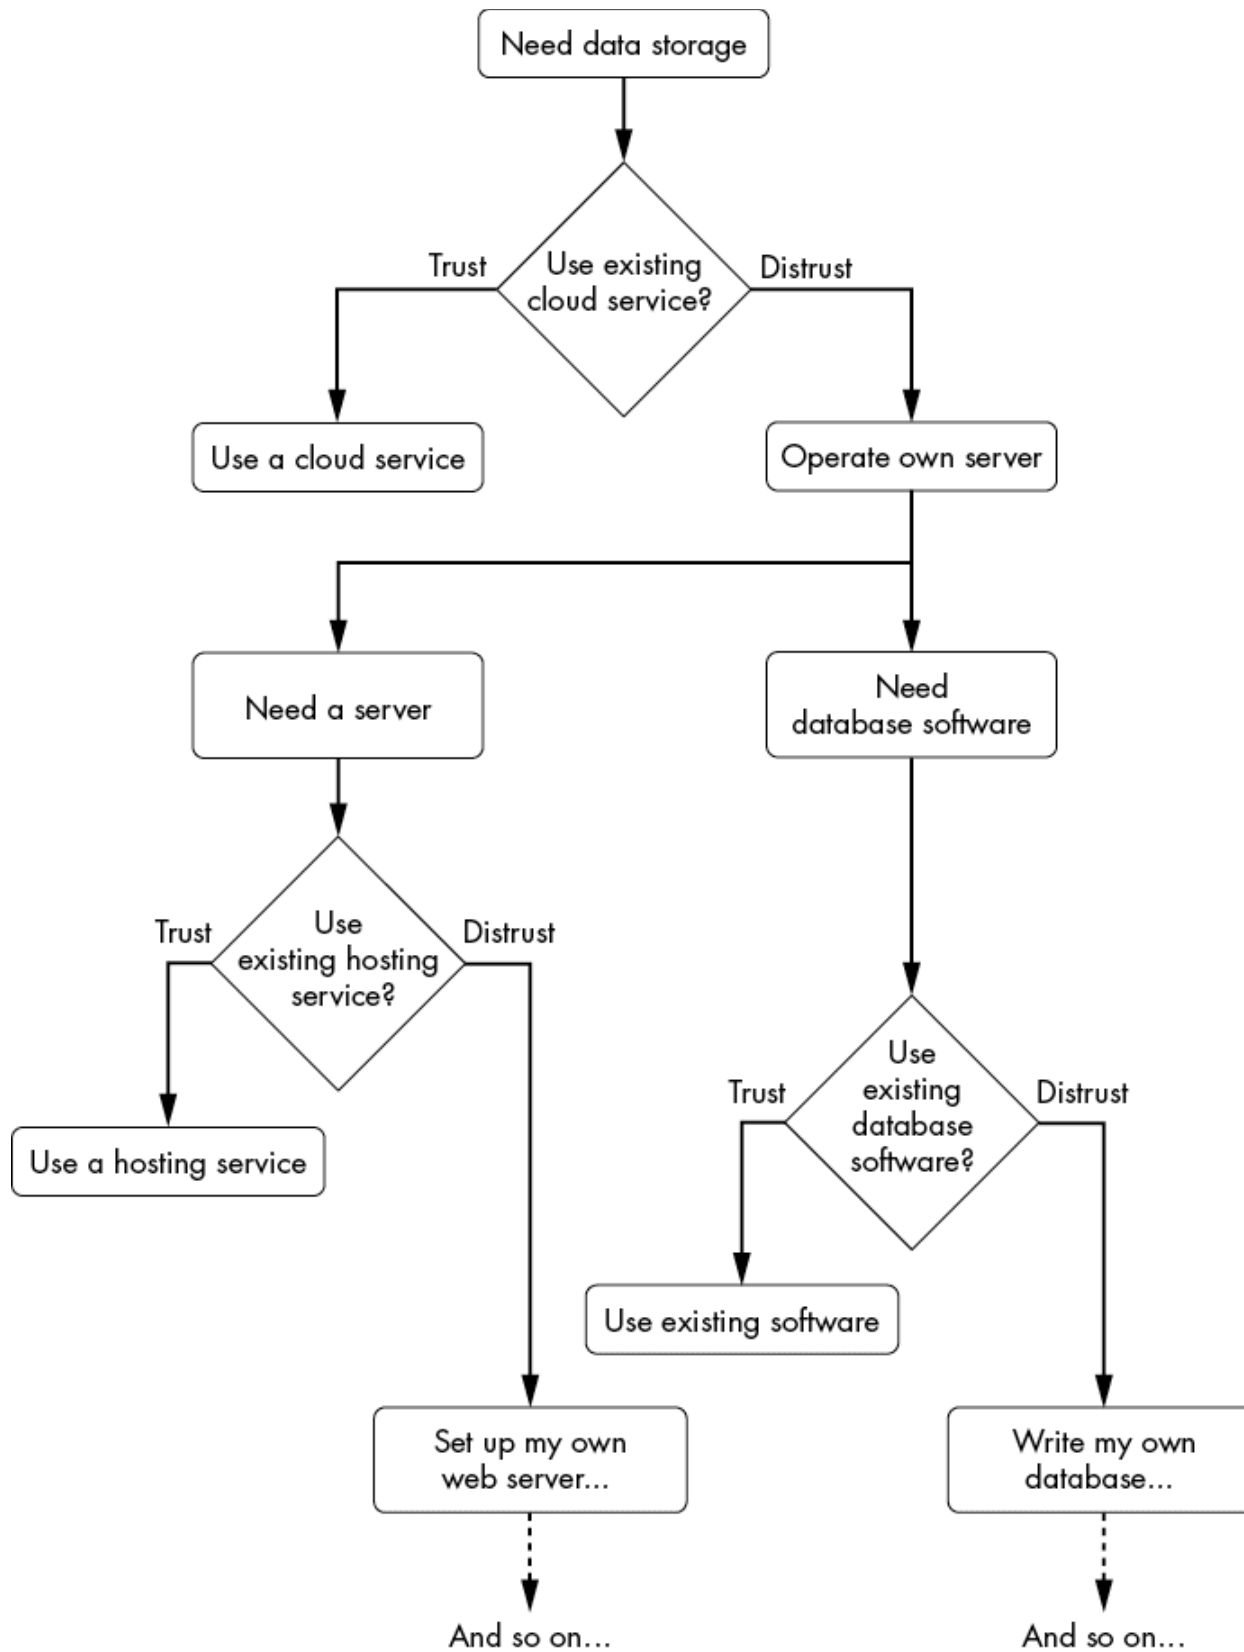 Need data storage
Trust
Use existing
cloud service?
Distrust
Use a cloud service
Operate own server
Need a server
Need
database software
Trust
Use
existing hosting
service?
Distrust
Use
existing
database
software?
Trust
Distrust
Use a hosting service
Use existing software
Set up my own
web server...
Write my own
database...
And so on...
And so on...